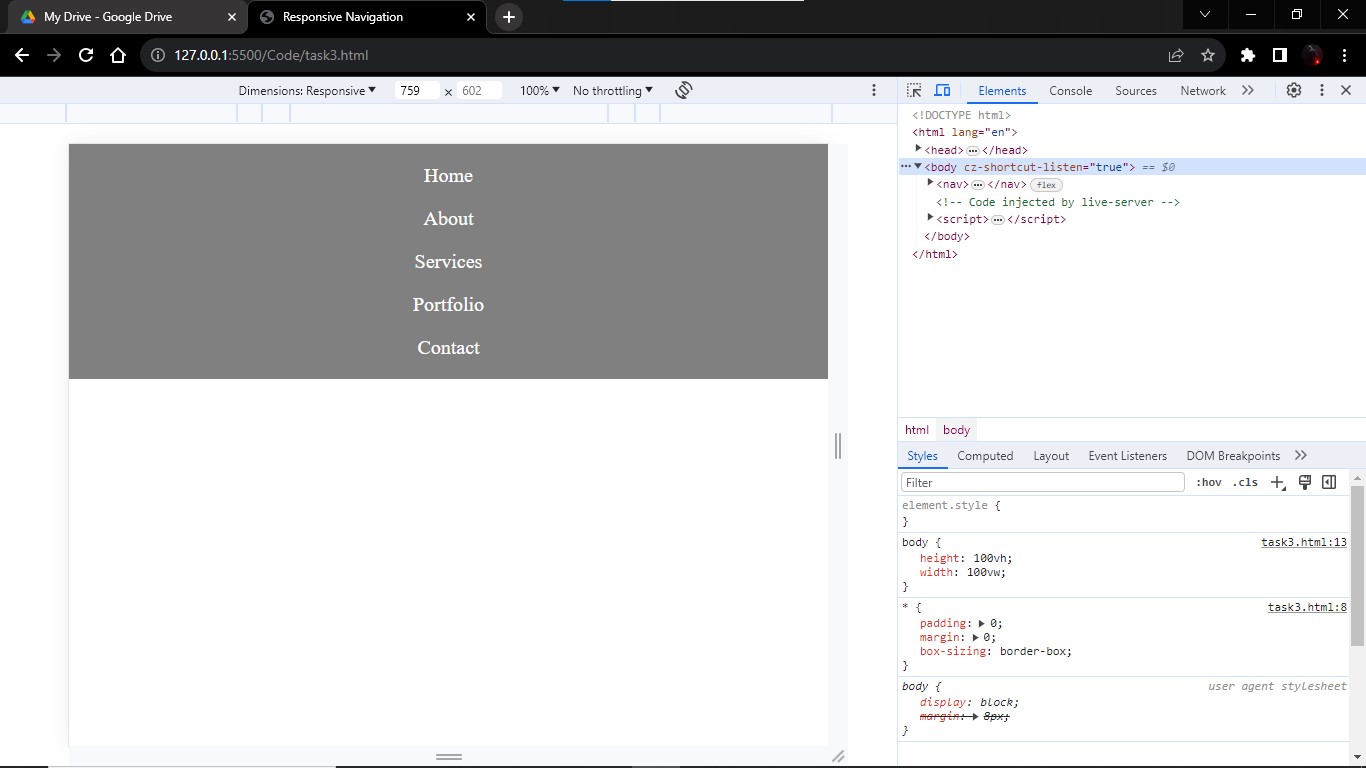 My Drive - Google Drive
Responsive Navigation
127.0.0.1:5500/Code/task3.html
Dimensions: Responsive 759 x 602 100% No throttling
Elements Console Sources Network
Home
About
Services
Portfolio
Contact
<!DOCTYPE html>
<html lang="en">
<head> ... </head>
... <body cz-shortcut-listen="true"> == $0
<nav> ... </nav> flex
<!-- Code injected by live-server -->
<script> ... </script>
</body>
</html>
html body
Styles Computed Layout Event Listeners DOM Breakpoints
Filter :hov .cls
element.style {
}
body { task3.html:13
height: 100vh;
width: 100vw;
}
* { task3.html:8
padding: 0;
margin: 0;
box-sizing: border-box;
}
body { user agent stylesheet
display: block;
margin: 8px;
}